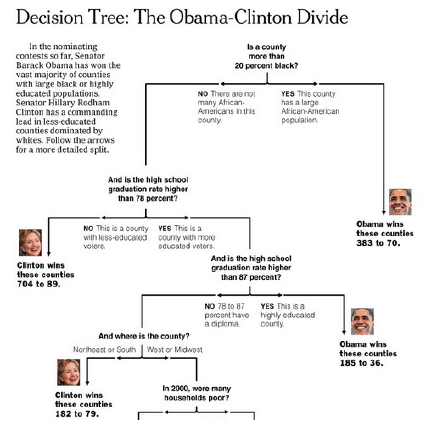 Decision Tree: The Obama-Clinton Divide
In the nominating
contests so far, Senator
Barack Obama has won the
vast majority of counties
with large black or highly
educated populations.
Senator Hillary Rodham
Clinton has a commanding
lead in less-educated
counties dominated by
whites. Follow the arrows
for a more detailed split.
Is a county
more than
20 percent black?
NO There are not
many African-
Americans in this
county.
YES This county
has a large
African-American
population.
And is the high school
graduation rate higher
than 78 percent?
Obama wins
these counties
383 to 70.
NO This is a county
with less-educated
voters.
YES This is a
county with more
educated voters.
Clinton wins
these counties
704 to 89.
And is the high school
graduation rate higher
than 87 percent?
NO 78 to 87
percent have
a diploma.
YES This is a
highly educated
county.
Obama wins
these counties
185 to 36.
And where is the county?
Northeast or South
West or Midwest
Clinton wins
these counties
182 to 79.
In 2000, were many
households poor?